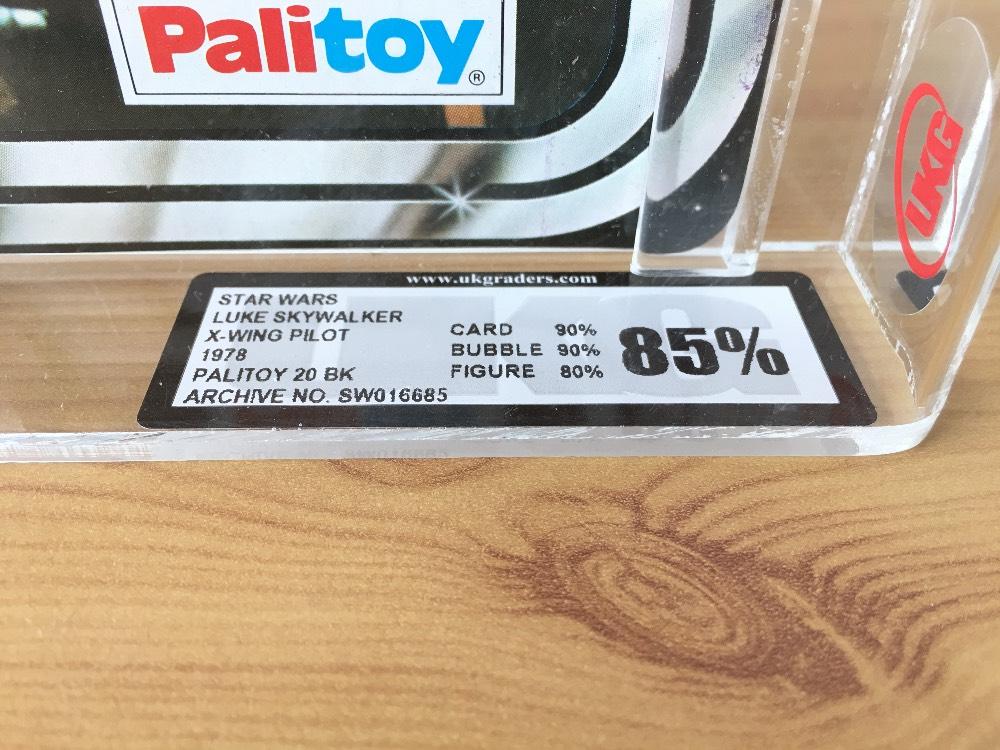 Palitoy®
UKG
www.ukgraders.com
STAR WARS
LUKE SKYWALKER
X-WING PILOT
1978
PALITOY 20 BK
ARCHIVE NO. SW016685
CARD 90%
BUBBLE 90%
FIGURE 80%
85%